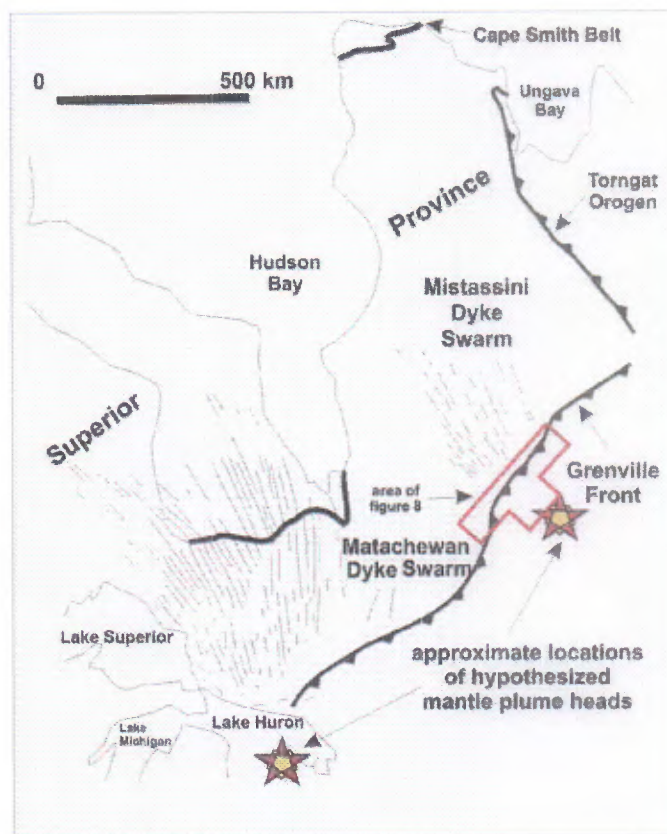 Cape Smith Belt
0 500 km
Ungava
Bay
Province
Torngat
Orogen
Hudson
Bay
Mistassini
Dyke
Swarm
Superior
area of
figure 8
Grenville
Front
Matachewan
Dyke Swarm
Lake Superior
approximate locations
of hypothesized
mantle plume heads
Lake Huron
Lake
Michigan